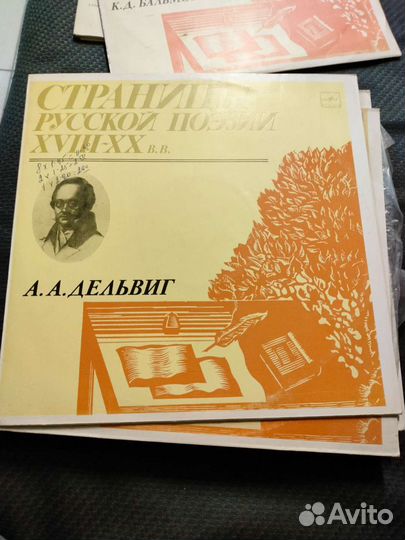 К.Д. БАЛЬМ
СТРАНИЦЫ
РУССКОЙ ПОЭЗИИ
XVIII-XX В.В.
А. А. ДЕЛЬВИГ
Avito